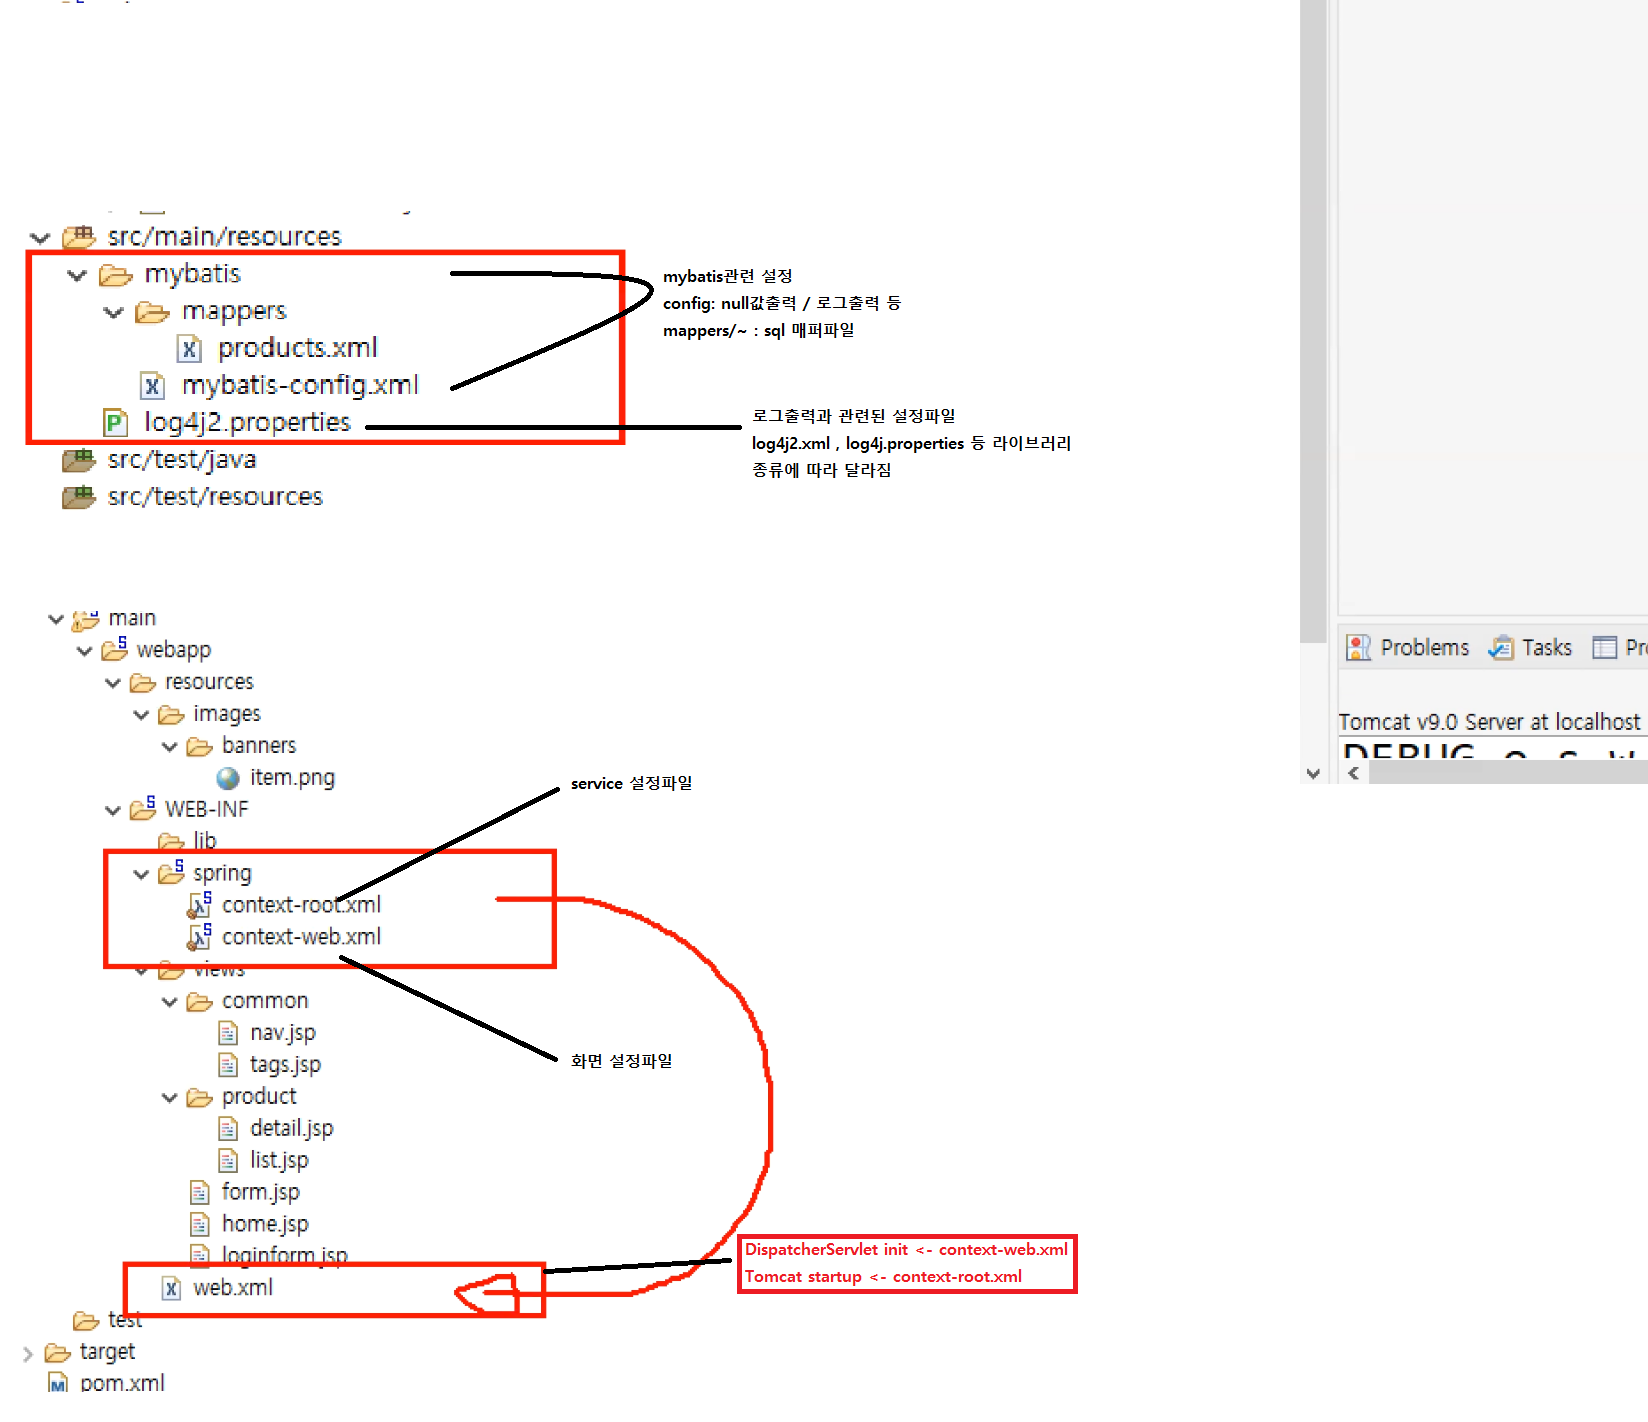 src/main/resources
mybatis
mappers
products.xml
mybatis-config.xml
log4j2.properties
src/test/java
src/test/resources
mybatis관련 설정
config: null값출력 / 로그출력 등
mappers/~ : sql 매퍼파일
로그출력과 관련된 설정파일
log4j2.xml , log4j.properties 등 라이브러리
종류에 따라 달라짐
main
webapp
resources
images
banners
item.png
WEB-INF
lib
spring
context-root.xml
context-web.xml
views
common
nav.jsp
tags.jsp
product
detail.jsp
list.jsp
form.jsp
home.jsp
loginform.jsp
web.xml
test
target
pom.xml
service 설정파일
화면 설정파일
DispatcherServlet init <- context-web.xml
Tomcat startup <- context-root.xml
Problems
Tasks
Tomcat v9.0 Server at localhost
DEBUG